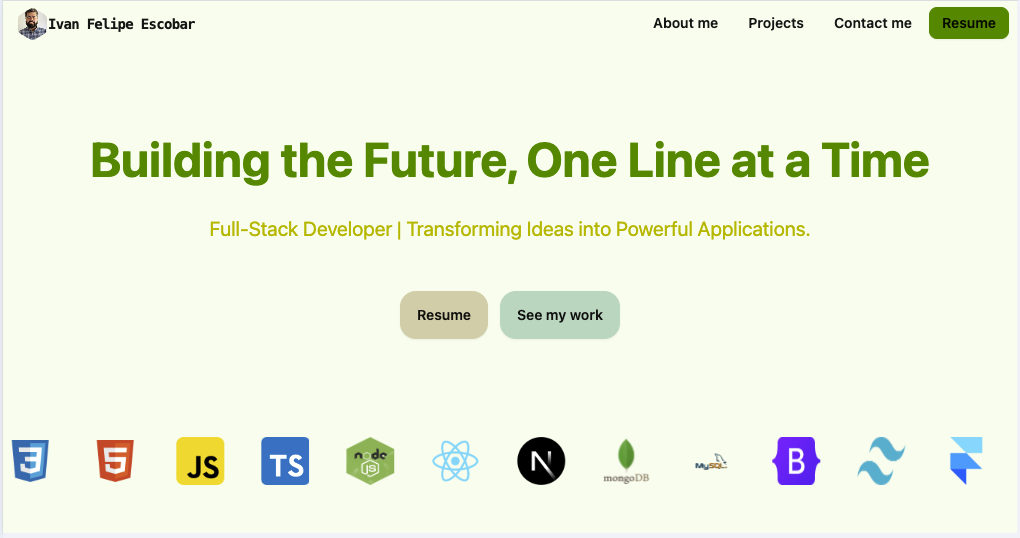 Ivan Felipe Escobar
About me
Projects
Contact me
Resume
Building the Future, One Line at a Time
Full-Stack Developer | Transforming Ideas into Powerful Applications.
Resume
See my work
3
5
JS
TS
node
JS
N
mongoDB
MySQL
B